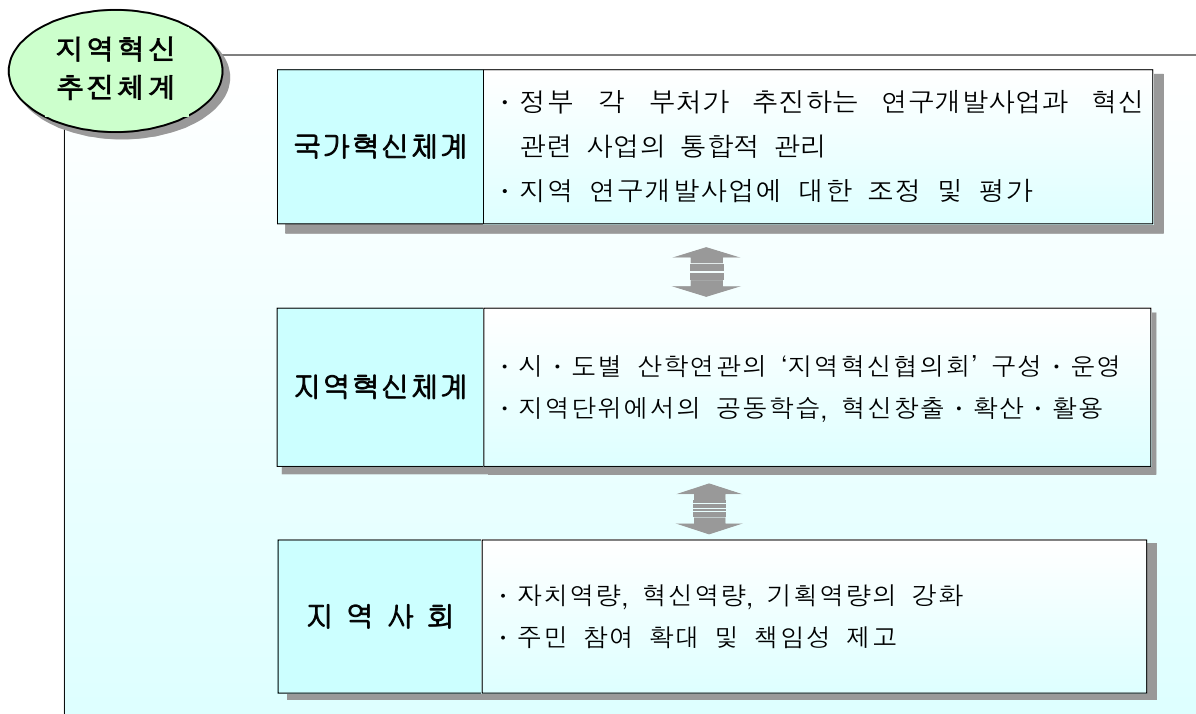 지역혁신
추진체계
국가혁신체계
· 정부 각 부처가 추진하는 연구개발사업과 혁신
관련 사업의 통합적 관리
· 지역 연구개발사업에 대한 조정 및 평가
지역혁신체계
· 시 · 도별 산학연관의 ‘지역혁신협의회’ 구성 · 운영
· 지역단위에서의 공동학습, 혁신창출 · 확산 · 활용
지 역 사 회
· 자치역량, 혁신역량, 기획역량의 강화
· 주민 참여 확대 및 책임성 제고